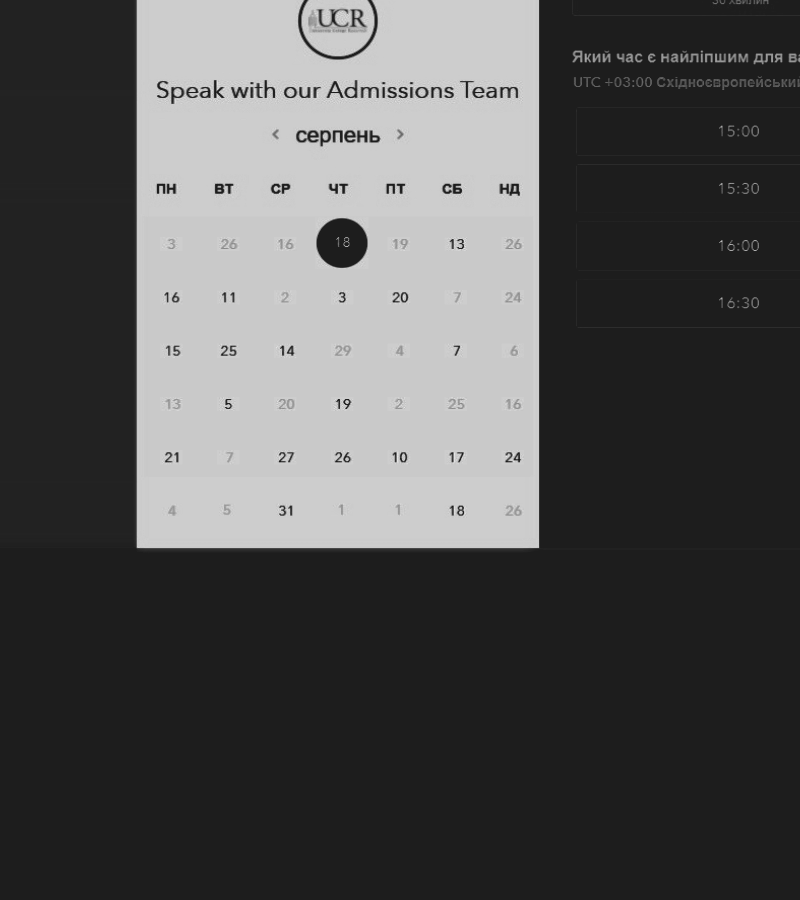 UCR
Speak with our Admissions Team
< серпень >
ПН ВТ СР ЧТ ПТ СБ НД
3 26 16 18 19 13 26
16 11 2 3 20 7 24
15 25 14 29 4 7 6
13 5 20 19 2 25 16
21 7 27 26 10 17 24
4 5 31 1 1 18 26
30 хвилин
Який час є найліпшим для ва
UTC +03:00 Східноєвропейський
15:00
15:30
16:00
16:30